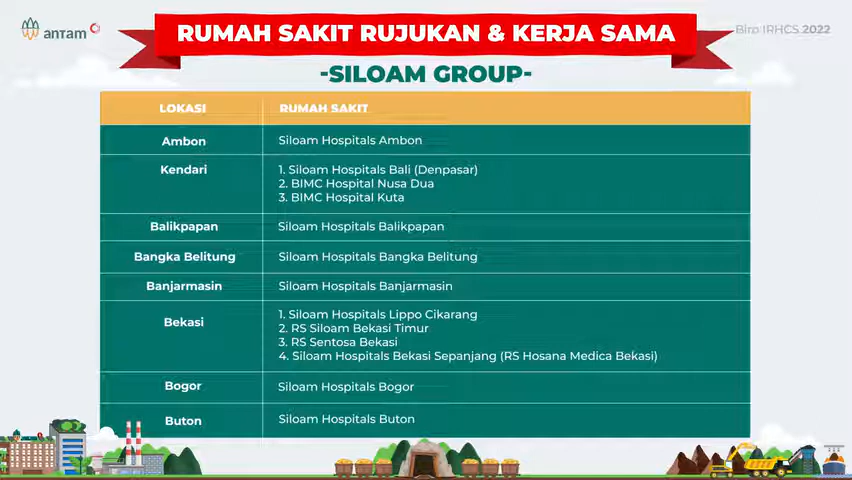 antam
RUMAH SAKIT RUJUKAN & KERJA SAMA
Biro IRHCS 2022
-SILOAM GROUP-
LOKASI RUMAH SAKIT
Ambon Siloam Hospitals Ambon
Kendari 1. Siloam Hospitals Bali (Denpasar)
2. BIMC Hospital Nusa Dua
3. BIMC Hospital Kuta
Balikpapan Siloam Hospitals Balikpapan
Bangka Belitung Siloam Hospitals Bangka Belitung
Banjarmasin Siloam Hospitals Banjarmasin
Bekasi 1. Siloam Hospitals Lippo Cikarang
2. RS Siloam Bekasi Timur
3. RS Sentosa Bekasi
4. Siloam Hospitals Bekasi Sepanjang (RS Hosana Medica Bekasi)
Bogor Siloam Hospitals Bogor
Buton Siloam Hospitals Buton